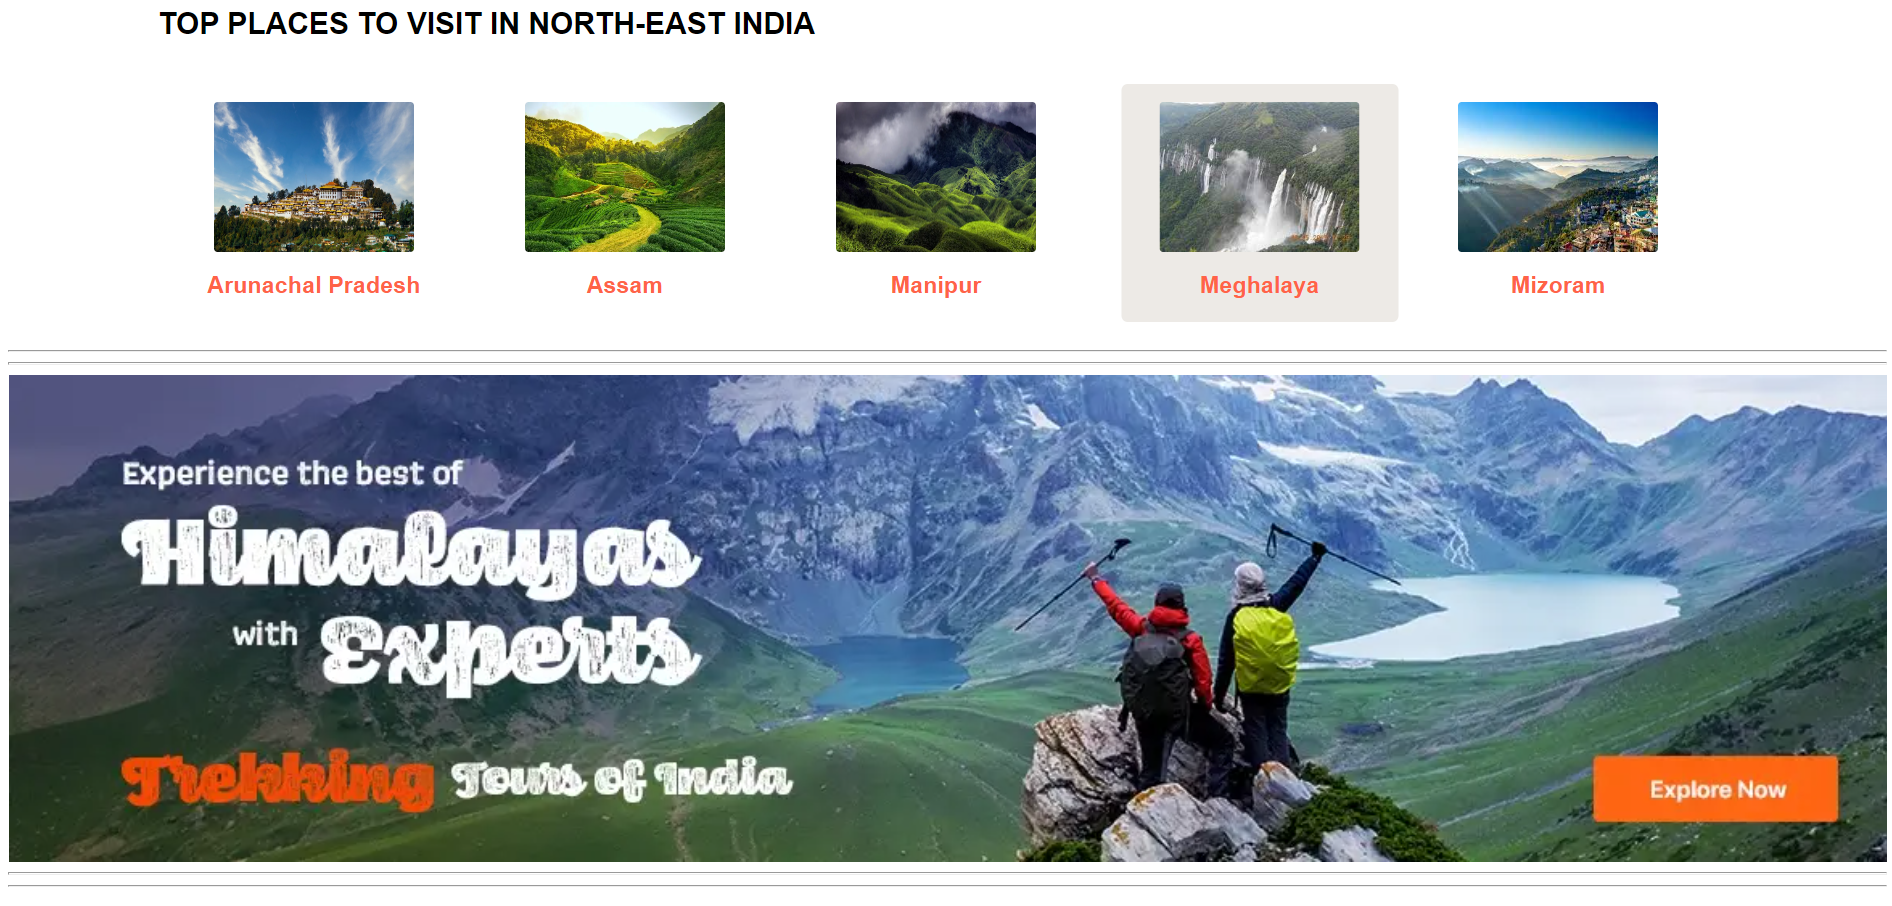 TOP PLACES TO VISIT IN NORTH-EAST INDIA
Arunachal Pradesh
Assam
Manipur
Meghalaya
Mizoram
Experience the best of
Himalayas
with Experts
Trekking Tours of India
Explore Now